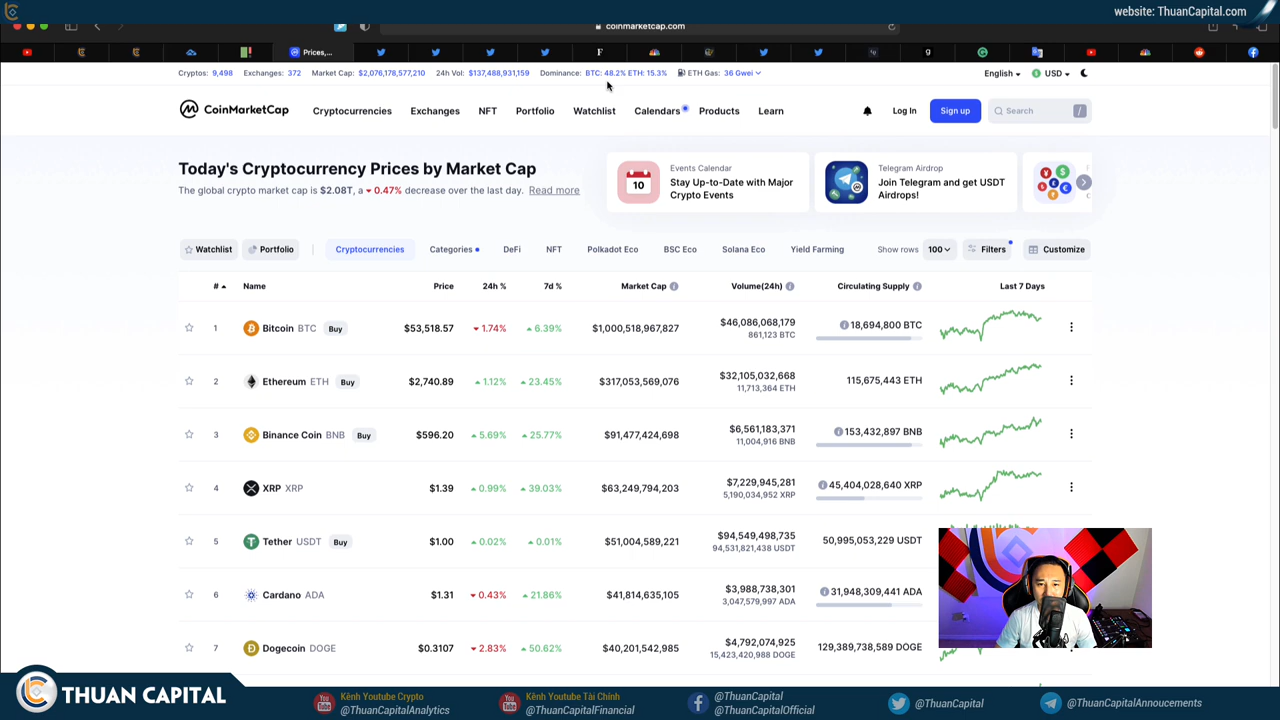 website: ThuanCapital.com
coinmarketcap.com
Prices,...
Cryptos: 9,498 Exchanges: 372 Market Cap: $2,076,178,577,210 24h Vol: $137,488,931,159 Dominance: BTC: 48.2% ETH: 15.3% ETH Gas: 36 Gwei
English USD
CoinMarketCap
Cryptocurrencies Exchanges NFT Portfolio Watchlist Calendars Products Learn
Log In Sign up Search /
Today's Cryptocurrency Prices by Market Cap
The global crypto market cap is $2.08T, a 0.47% decrease over the last day. Read more
10
Events Calendar
Stay Up-to-Date with Major
Crypto Events
Telegram Airdrop
Join Telegram and get USDT
Airdrops!
Watchlist Portfolio Cryptocurrencies Categories DeFi NFT Polkadot Eco BSC Eco Solana Eco Yield Farming Show rows 100 Filters Customize
# Name Price 24h % 7d % Market Cap Volume(24h) Circulating Supply Last 7 Days
1 Bitcoin BTC Buy $53,518.57 1.74% 6.39% $1,000,518,967,827 $46,086,068,179 18,694,800 BTC
861,123 BTC
2 Ethereum ETH Buy $2,740.89 1.12% 23.45% $317,053,569,076 $32,105,032,668 115,675,443 ETH
11,713,364 ETH
3 Binance Coin BNB Buy $596.20 5.69% 25.77% $91,477,424,698 $6,561,183,371 153,432,897 BNB
11,004,916 BNB
4 XRP XRP $1.39 0.99% 39.03% $63,249,794,203 $7,229,945,281 45,404,028,640 XRP
5,190,034,952 XRP
5 Tether USDT Buy $1.00 0.02% 0.01% $51,004,589,221 $94,549,498,735 50,995,053,229 USDT
94,531,821,438 USDT
6 Cardano ADA $1.31 0.43% 21.86% $41,814,635,105 $3,988,738,301 31,948,309,441 ADA
3,047,579,997 ADA
7 Dogecoin DOGE $0.3107 2.83% 50.62% $40,201,542,985 $4,792,074,925 129,389,738,589 DOGE
15,423,420,988 DOGE
THUAN CAPITAL
Kênh Youtube Crypto
@ThuanCapitalAnalytics
Kênh Youtube Tài Chính
@ThuanCapitalFinancial
@ThuanCapital
@ThuanCapitalOfficial
@ThuanCapital
@ThuanCapitalAnnoucements